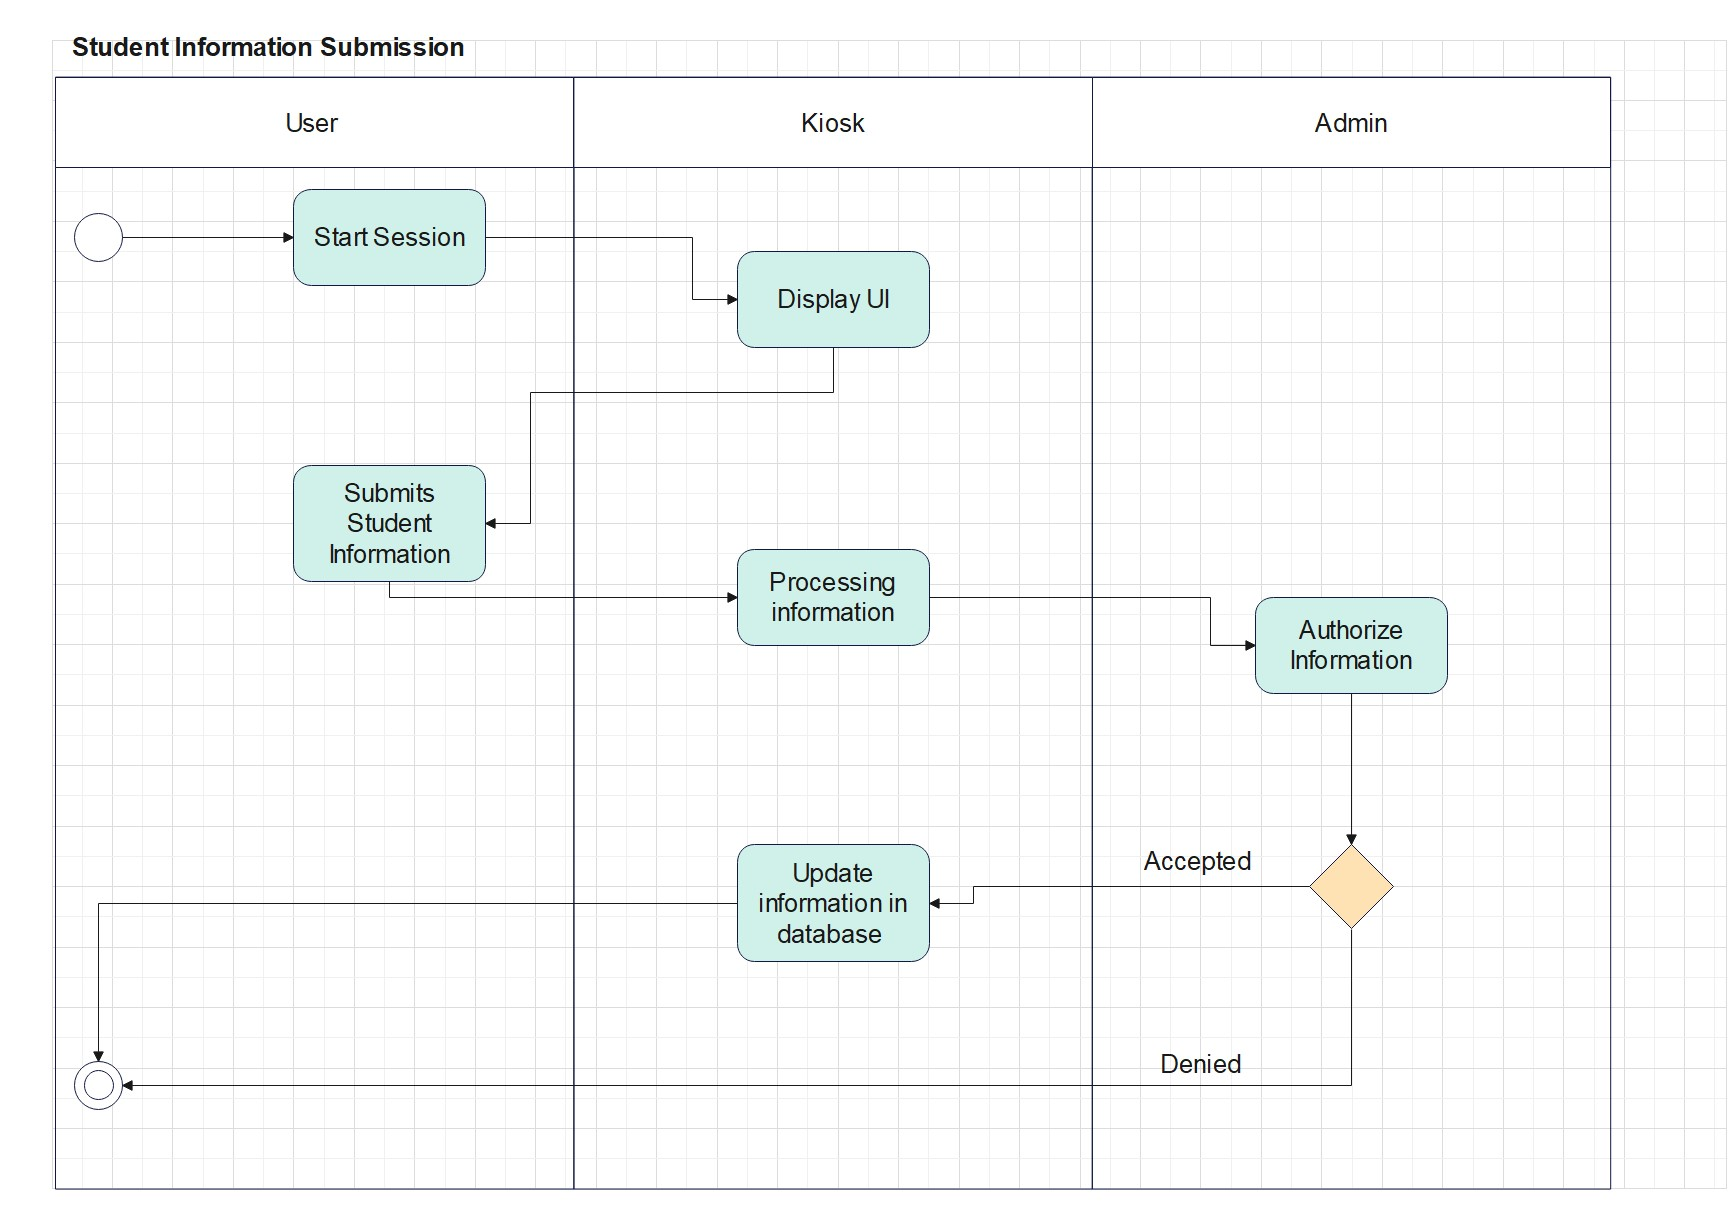 Student Information Submission
User
Kiosk
Admin
Start Session
Display UI
Submits
Student
Information
Processing
information
Authorize
Information
Accepted
Update
information in
database
Denied